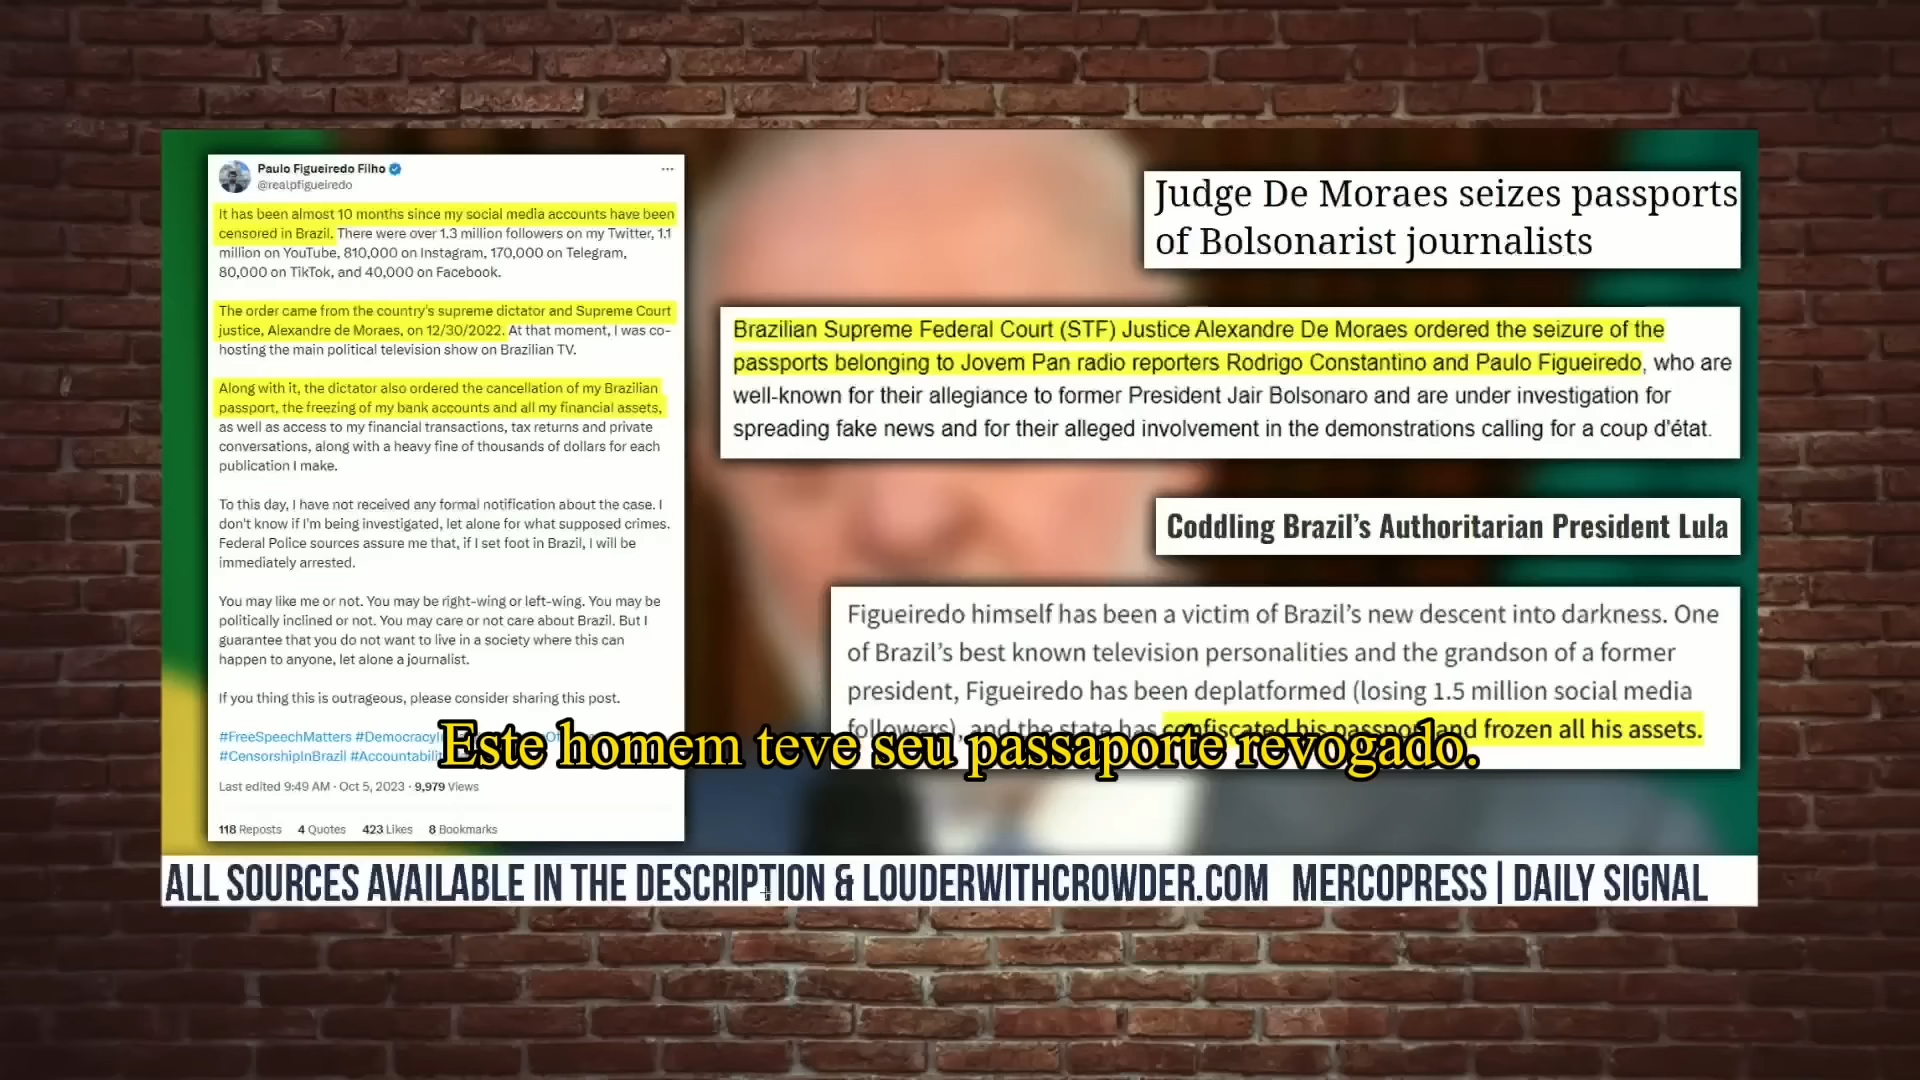 Paulo Figueiredo Filho
@realpfigueiredo
It has been almost 10 months since my social media accounts have been
censored in Brazil. There were over 1.3 million followers on my Twitter, 1.1
million on YouTube, 810,000 on Instagram, 170,000 on Telegram,
80,000 on TikTok, and 40,000 on Facebook.
The order came from the country's supreme dictator and Supreme Court
justice, Alexandre de Moraes, on 12/30/2022. At that moment, I was co-
hosting the main political television show on Brazilian TV.
Along with it, the dictator also ordered the cancellation of my Brazilian
passport, the freezing of my bank accounts and all my financial assets,
as well as access to my financial transactions, tax returns and private
conversations, along with a heavy fine of thousands of dollars for each
publication I make.
To this day, I have not received any formal notification about the case. I
don't know if I'm being investigated, let alone for what supposed crimes.
Federal Police sources assure me that, if I set foot in Brazil, I will be
immediately arrested.
You may like me or not. You may be right-wing or left-wing. You may be
politically inclined or not. You may care or not care about Brazil. But I
guarantee that you do not want to live in a society where this can
happen to anyone, let alone a journalist.
If you thing this is outrageous, please consider sharing this post.
#FreeSpeechMatters
#CensorshipInBrazil
Last edited 9:49 AM · Oct 5, 2023 · 9,979 Views
118 Reposts 4 Quotes 423 Likes 8 Bookmarks
Judge De Moraes seizes passports
of Bolsonarist journalists
Brazilian Supreme Federal Court (STF) Justice Alexandre De Moraes ordered the seizure of the
passports belonging to Jovem Pan radio reporters Rodrigo Constantino and Paulo Figueiredo, who are
well-known for their allegiance to former President Jair Bolsonaro and are under investigation for
spreading fake news and for their alleged involvement in the demonstrations calling for a coup d'état.
Coddling Brazil's Authoritarian President Lula
Figueiredo himself has been a victim of Brazil's new descent into darkness. One
of Brazil's best known television personalities and the grandson of a former
president, Figueiredo has been deplatformed (losing 1.5 million social media
followers), and the state has confiscated his passport and frozen all his assets.
Este homem teve seu passaporte revogado.
ALL SOURCES AVAILABLE IN THE DESCRIPTION & LOUDERWITHCROWDER.COM MERCOPRESS | DAILY SIGNAL